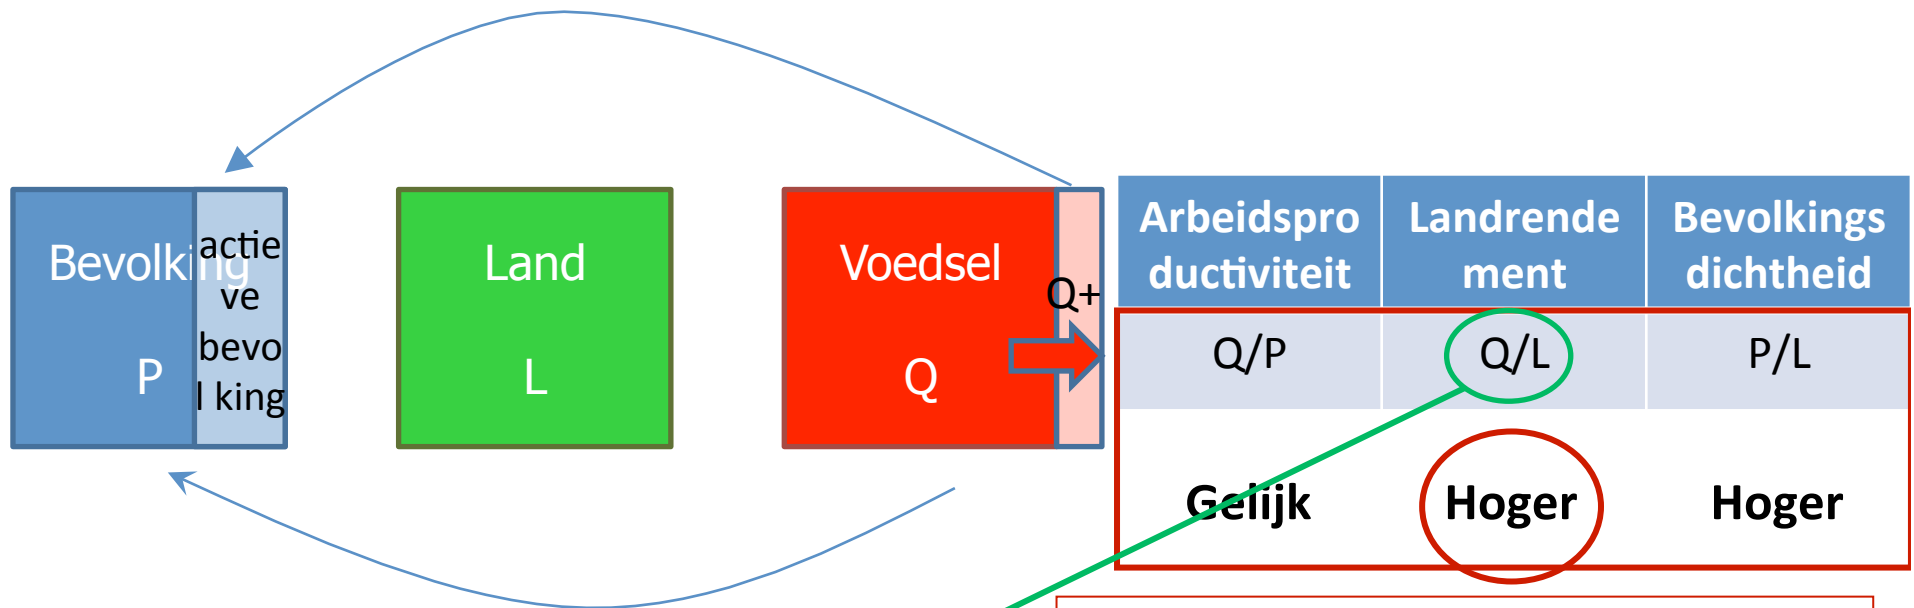 Bevolking
P
actie
ve
bevo
l king
Land
L
Voedsel
Q
Q+
Arbeidspro
ductiviteit
Landrende
ment
Bevolkings
dichtheid
Q/P
Q/L
P/L
Gelijk
Hoger
Hoger